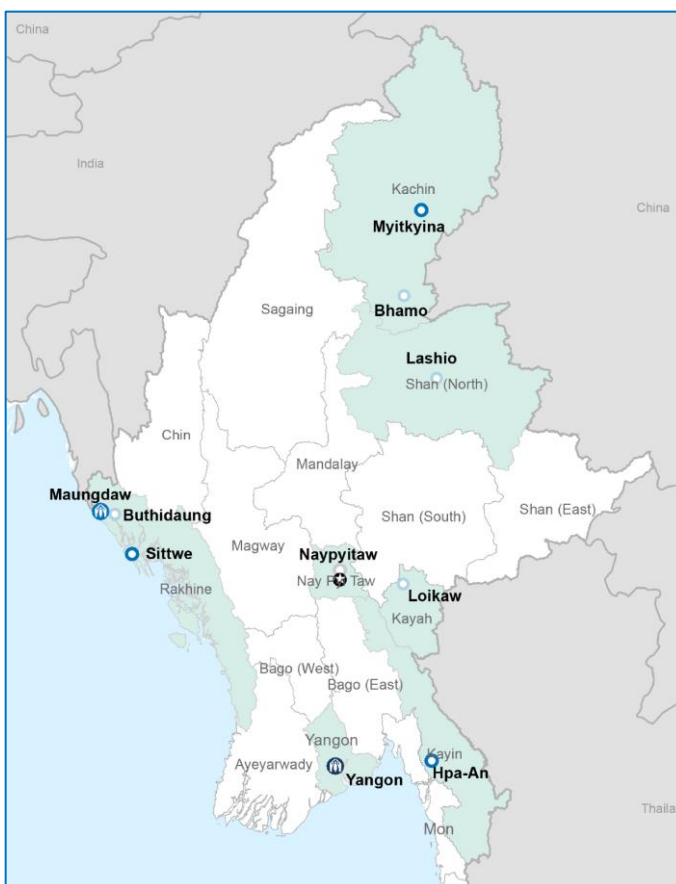 China
India
Kachin
China
Myitkyina
Sagaing
Bhamo
Lashio
Shan (North)
Chin
Mandalay
Maungdaw
Buthidaung
Shan (South)
Shan (East)
Magway
Naypyitaw
Sittwe
Rakhine
Loikaw
Kayah
Bago (West)
Bago (East)
Yangon
Ayeyarwady
Yangon
Kayin
Hpa-An
Mon